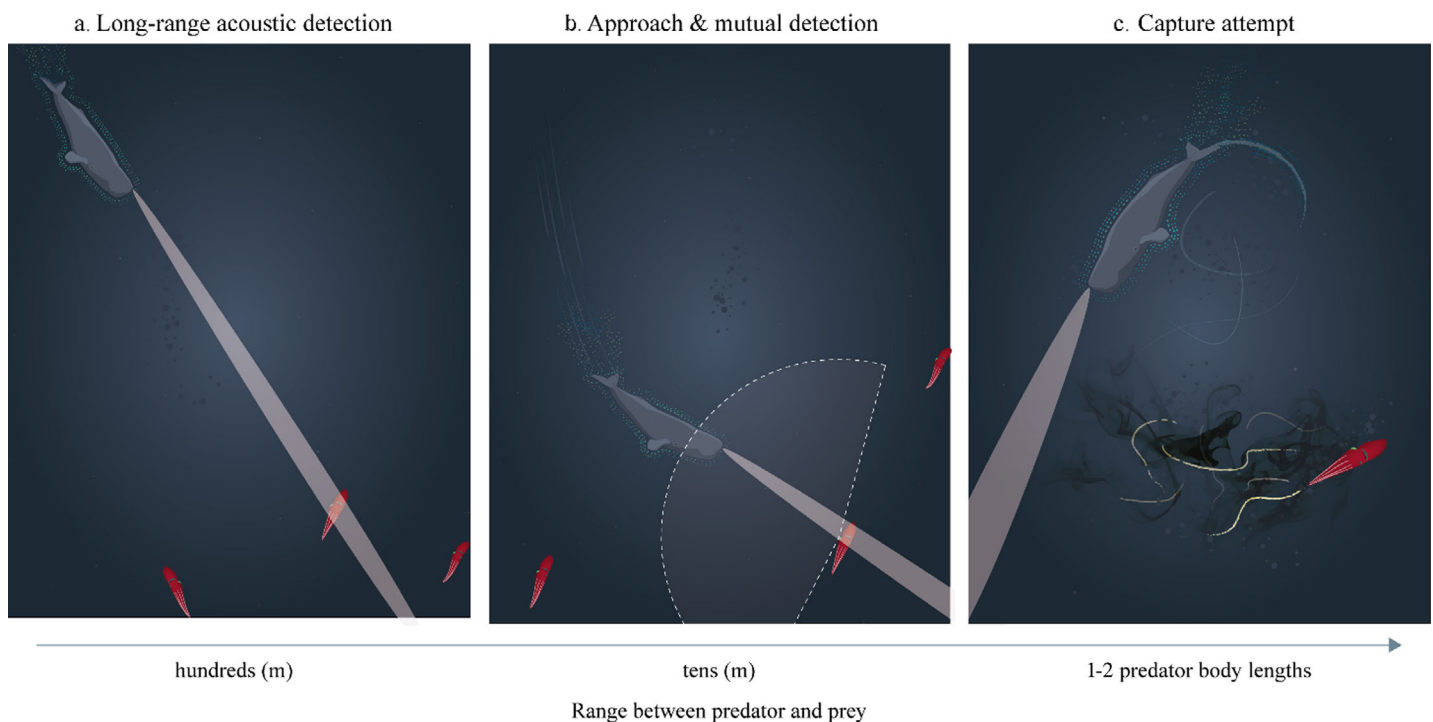 a. Long-range acoustic detection
b. Approach & mutual detection
c. Capture attempt
hundreds (m)
tens (m)
1-2 predator body lengths
Range between predator and prey